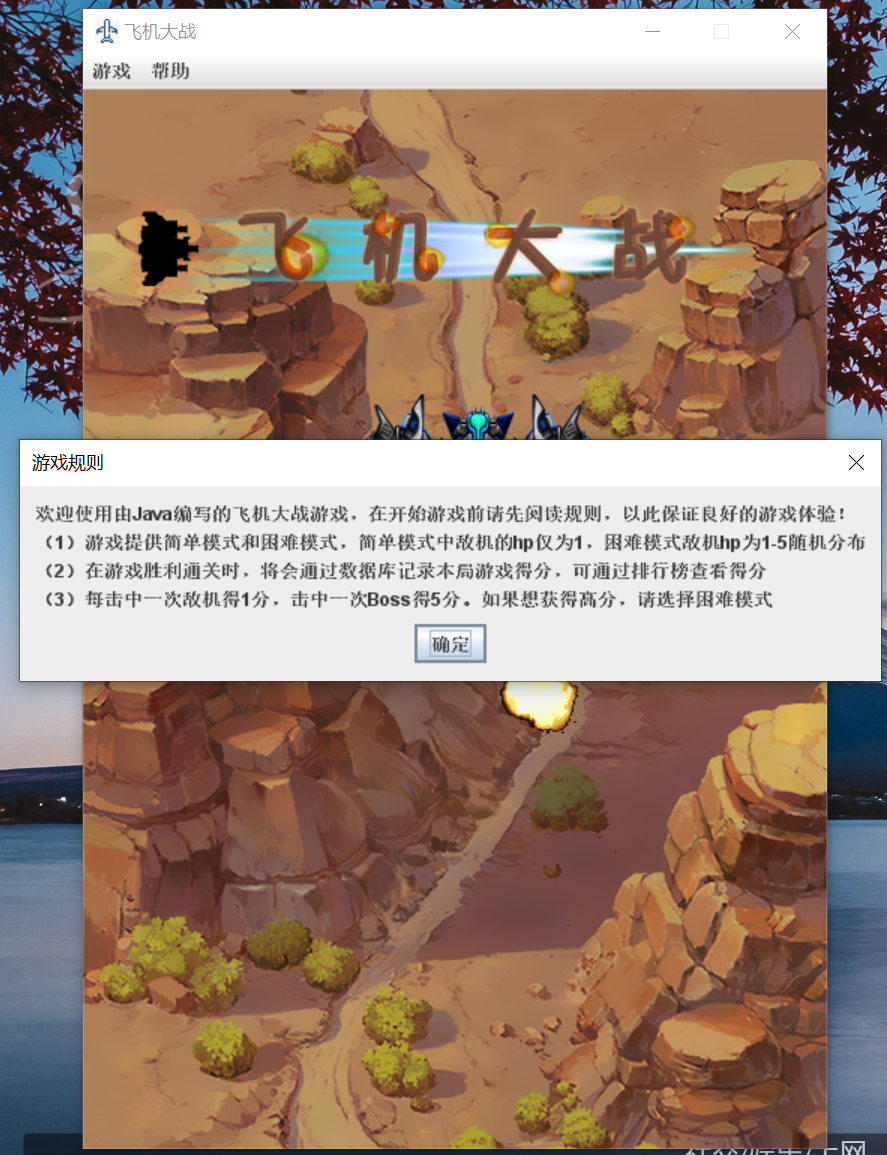 飞机大战
游戏 帮助
飞机大战
游戏规则
欢迎使用由Java编写的飞机大战游戏，在开始游戏前请先阅读规则，以此保证良好的游戏体验！
（1）游戏提供简单模式和困难模式，简单模式中敌机的hp仅为1，困难模式敌机hp为1-5随机分布
（2）在游戏胜利通关时，将会通过数据库记录本局游戏得分，可通过排行榜查看得分
（3）每击中一次敌机得1分，击中一次Boss得5分。如果想获得高分，请选择困难模式
确定